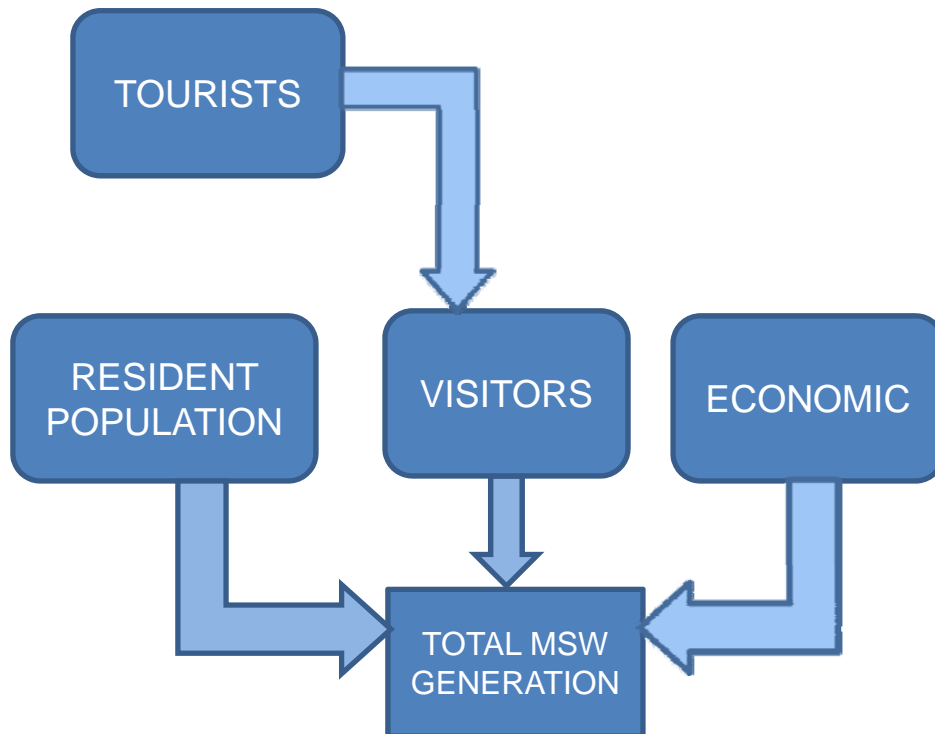 TOURISTS
RESIDENT
POPULATION
VISITORS
ECONOMIC
TOTAL MSW
GENERATION